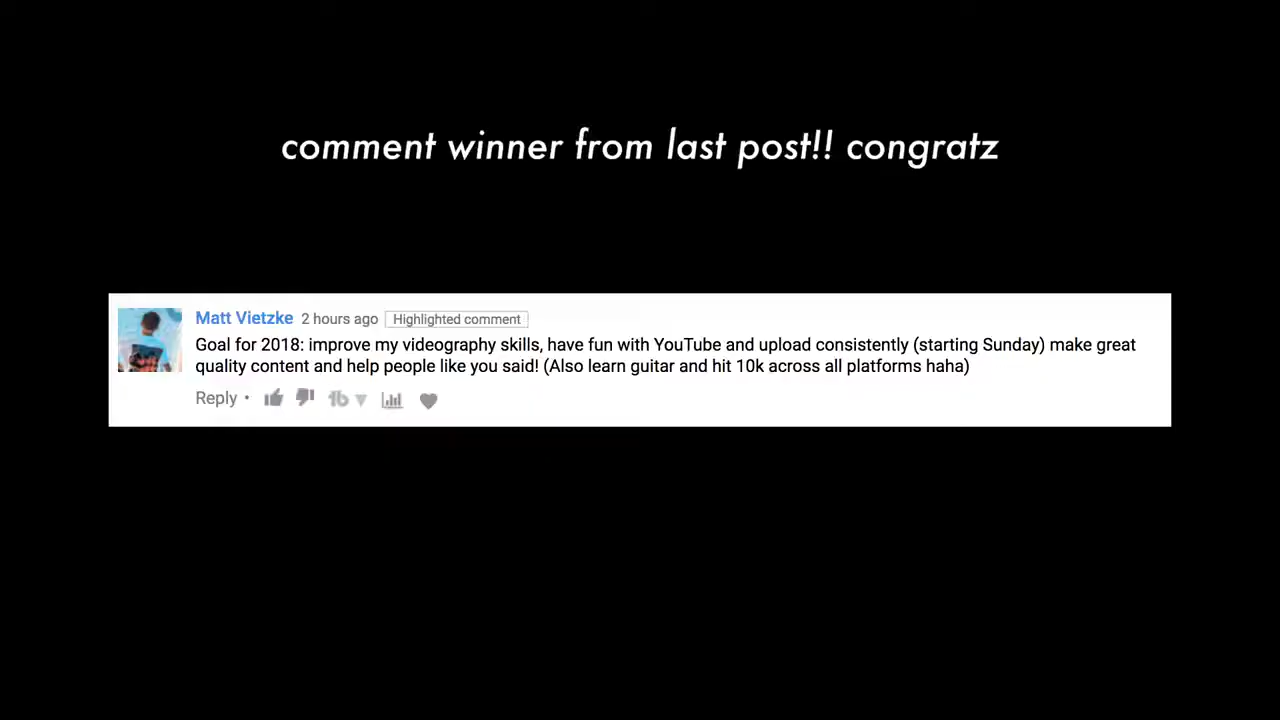 comment winner from last post!! congratz
Matt Vietzke 2 hours ago Highlighted comment
Goal for 2018: improve my videography skills, have fun with YouTube and upload consistently (starting Sunday) make great
quality content and help people like you said! (Also learn guitar and hit 10k across all platforms haha)
Reply •